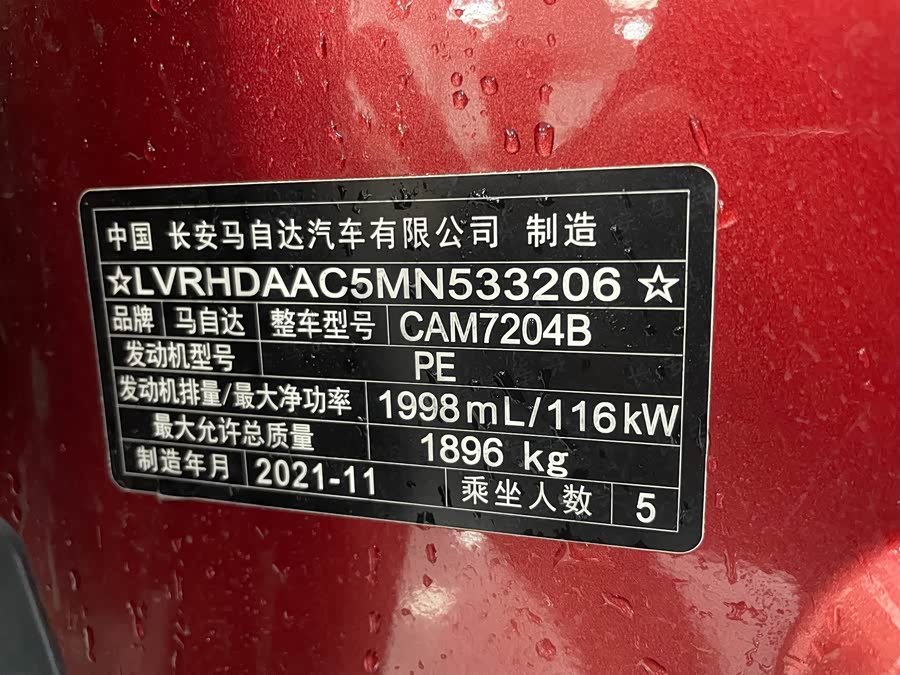 中国 长安马自达汽车有限公司 制造
☆LVRHDAAC5MN533206☆
品牌 马自达 整车型号 CAM7204B
发动机型号 PE
发动机排量/最大净功率 1998mL/116kW
最大允许总质量 1896 kg
制造年月 2021-11 乘坐人数 5